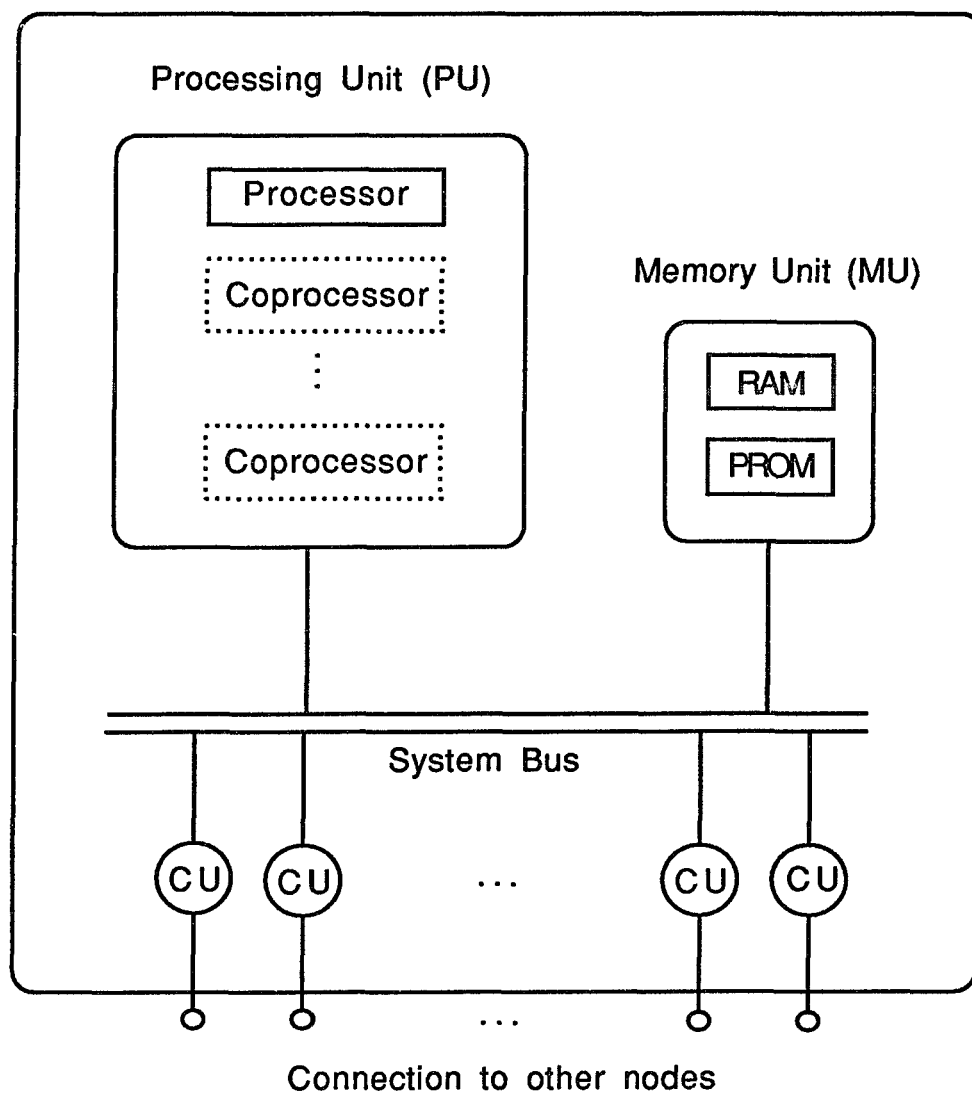 Processing Unit (PU)
Processor
Coprocessor
Coprocessor
Memory Unit (MU)
RAM
PROM
System Bus
CU CU ... CU CU
...
Connection to other nodes